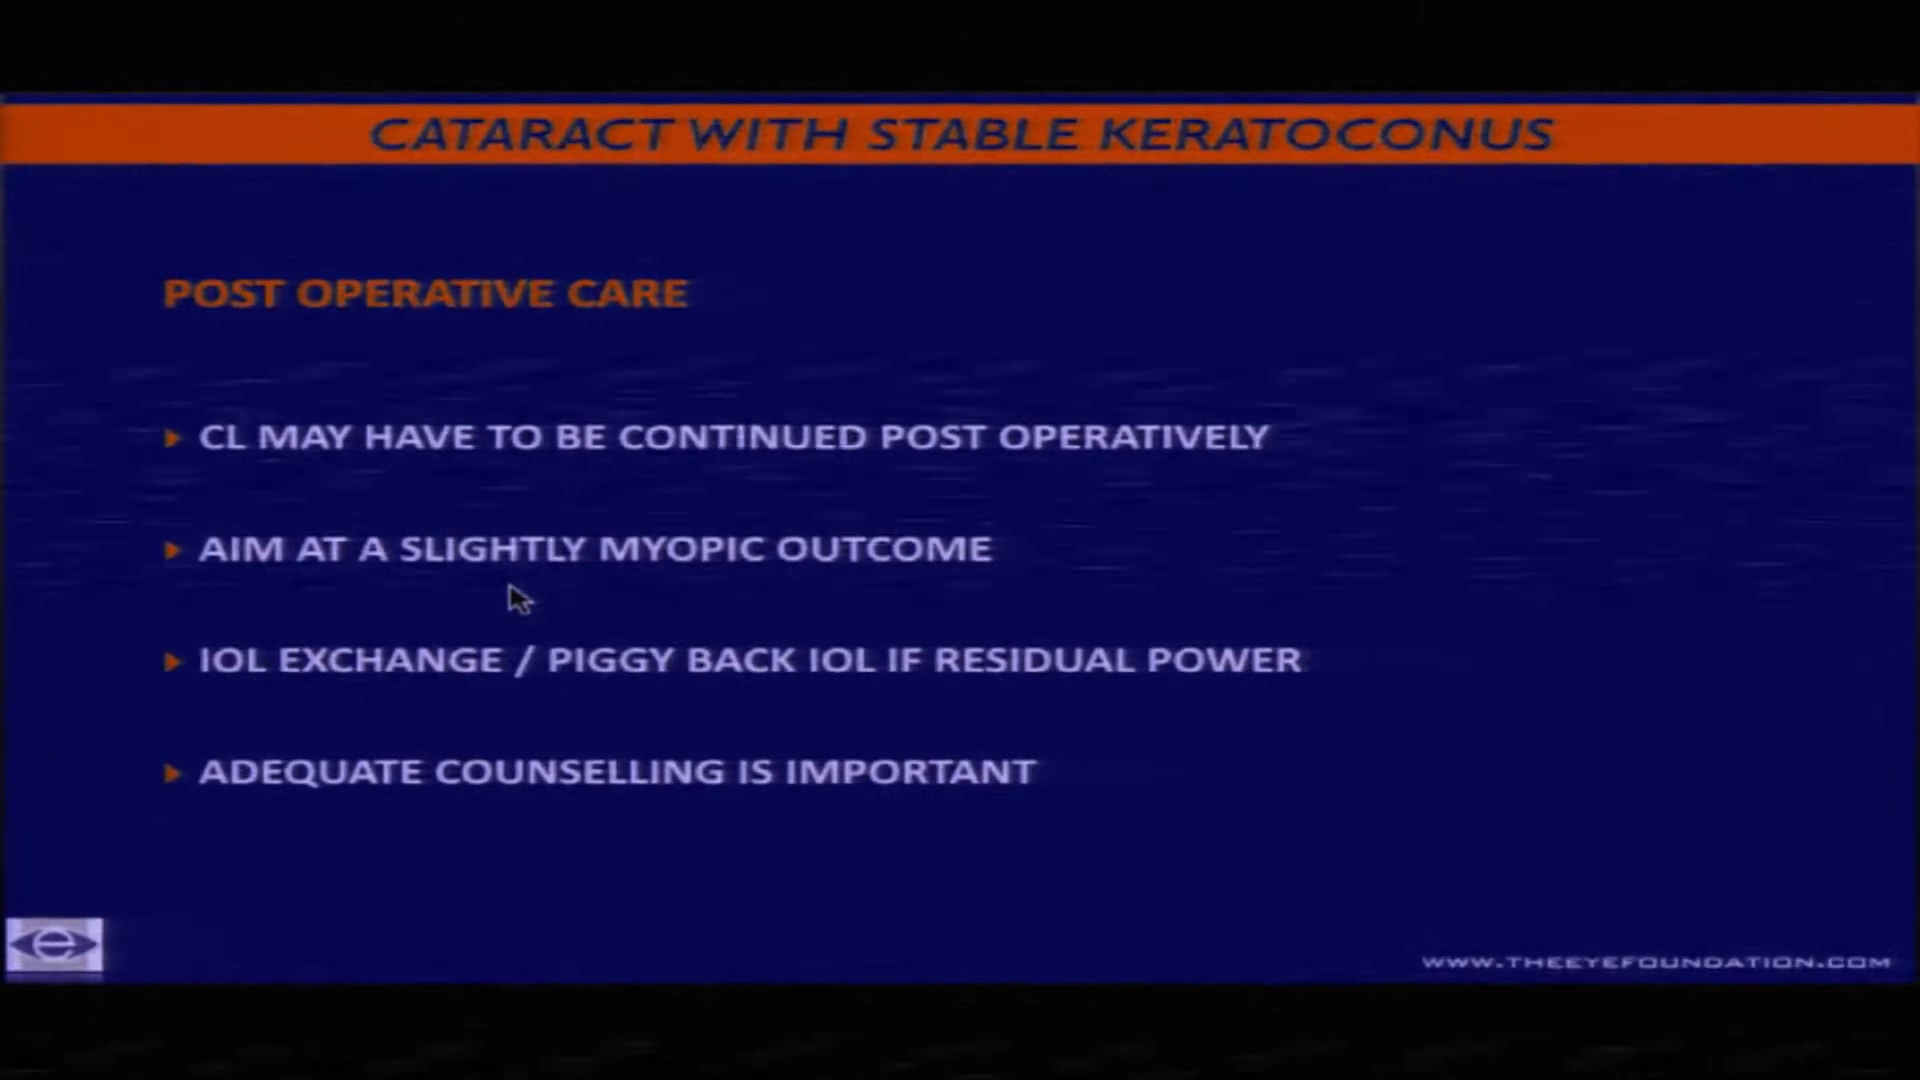 CATARACT WITH STABLE KERATOCONUS
POST OPERATIVE CARE
CL MAY HAVE TO BE CONTINUED POST OPERATIVELY
AIM AT A SLIGHTLY MYOPIC OUTCOME
IOL EXCHANGE / PIGGY BACK IOL IF RESIDUAL POWER
ADEQUATE COUNSELLING IS IMPORTANT
e
WWW.THEEYEFOUNDATION.COM